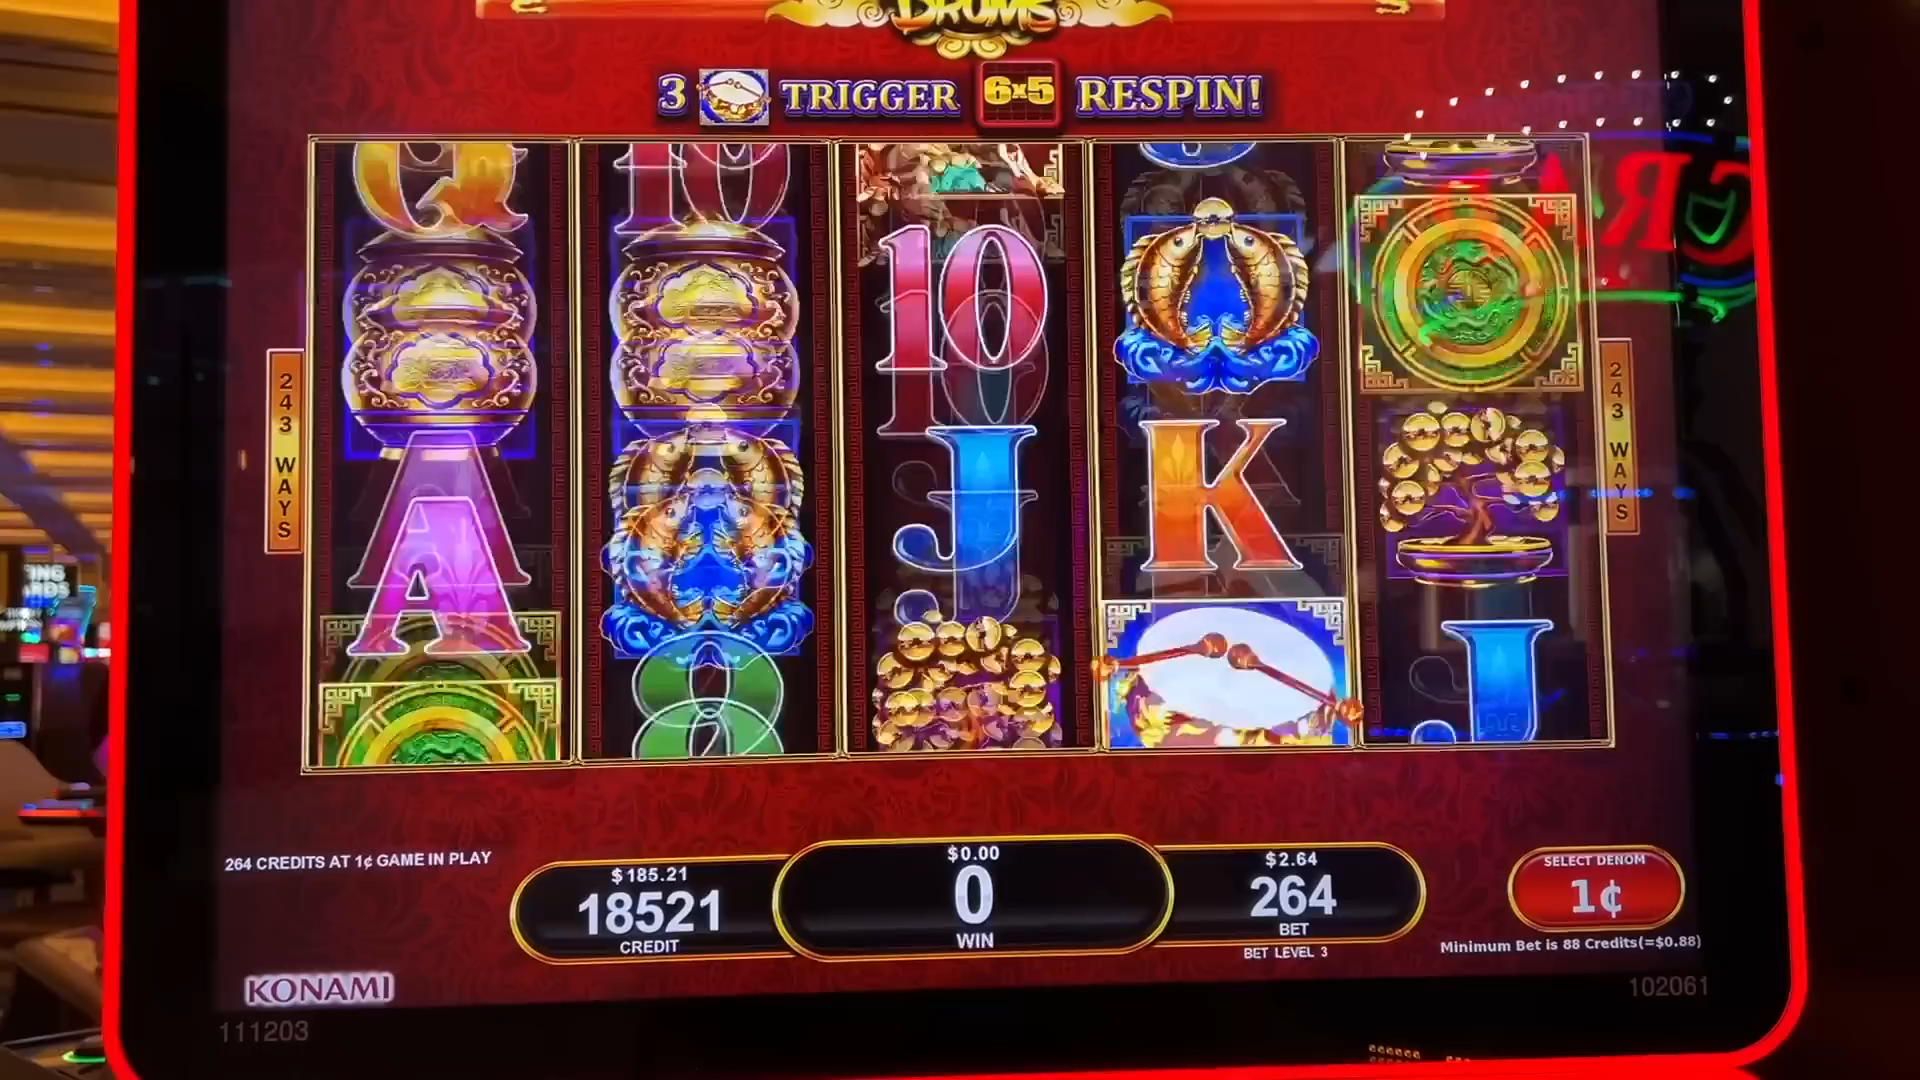 DRUMS
3 TRIGGER 6x5 RESPIN!
Q 10
10
243 WAYS
243 WAYS
A J K
8 J
264 CREDITS AT 1¢ GAME IN PLAY
$185.21
18521
CREDIT
$0.00
0
WIN
$2.64
264
BET
BET LEVEL 3
SELECT DENOM
1¢
Minimum Bet is 88 Credits(=$0.88)
KONAMI
111203
102061